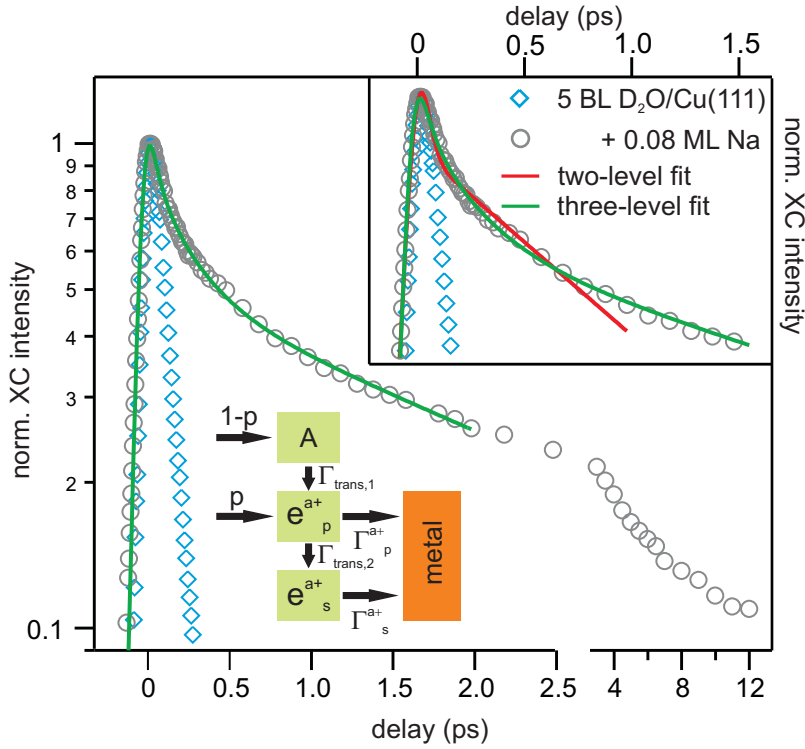 delay (ps)
0
0.5
1.0
1.5
5 BL D₂O/Cu(111)
+ 0.08 ML Na
two-level fit
three-level fit
norm. XC intensity
norm. XC intensity
1
9
8
7
6
5
4
3
2
0.1
1-p
A
Γtrans,1
p
eᵃ⁺p
Γᵃ⁺p
Γtrans,2
eᵃ⁺s
Γᵃ⁺s
metal
0
0.5
1.0
1.5
2.0
2.5
4
8
12
delay (ps)